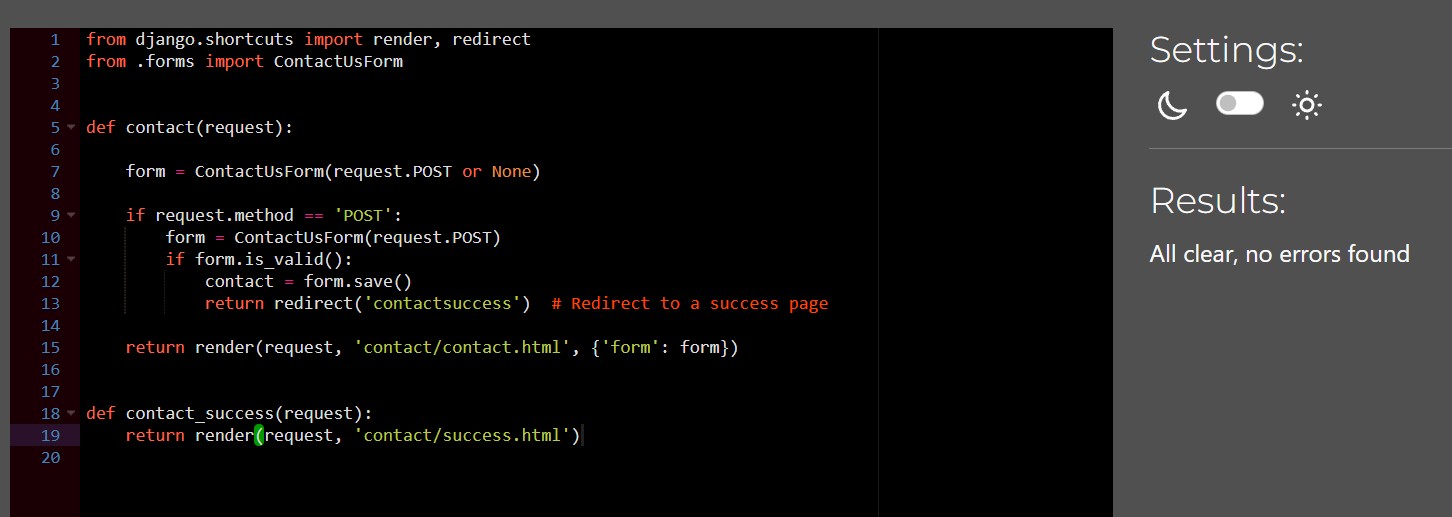 1 from django.shortcuts import render, redirect
2 from .forms import ContactUsForm
3
4
5 def contact(request):
6
7     form = ContactUsForm(request.POST or None)
8
9     if request.method == 'POST':
10         form = ContactUsForm(request.POST)
11         if form.is_valid():
12             contact = form.save()
13             return redirect('contactsuccess')  # Redirect to a success page
14
15     return render(request, 'contact/contact.html', {'form': form})
16
17
18 def contact_success(request):
19     return render(request, 'contact/success.html')
20
Settings:
Results:
All clear, no errors found